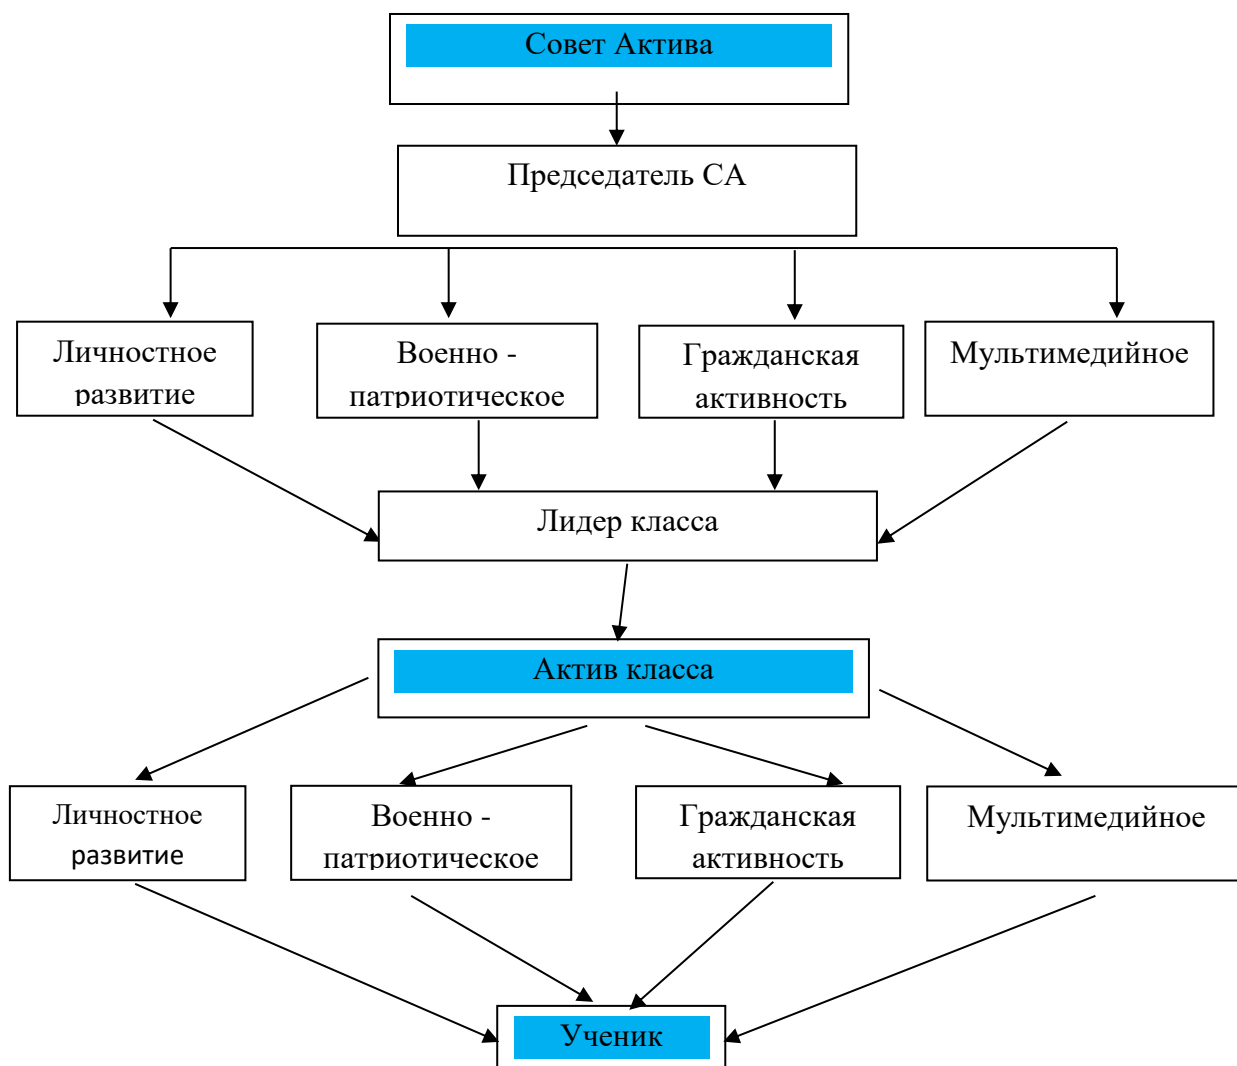 Совет Актива
Председатель СА
Личностное
развитие
Военно -
патриотическое
Гражданская
активность
Мультимедийное
Лидер класса
Актив класса
Личностное
развитие
Военно -
патриотическое
Гражданская
активность
Мультимедийное
Ученик